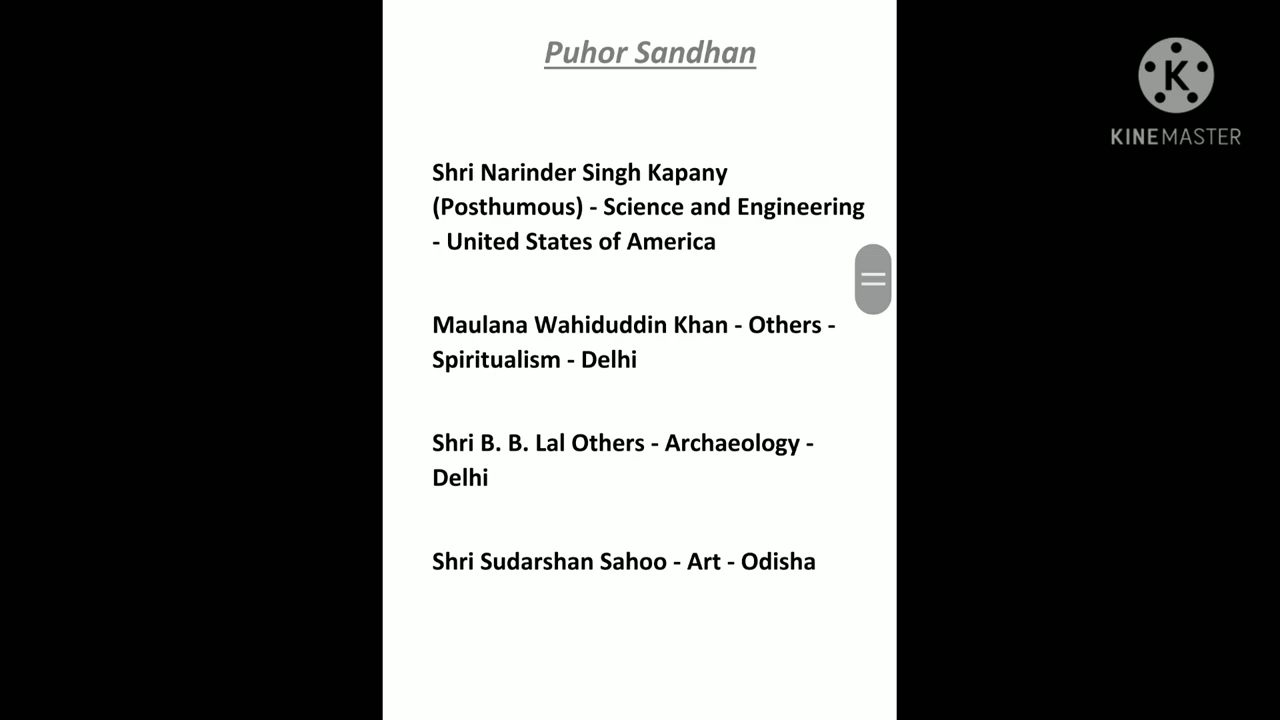 Puhor Sandhan
K
KINEMASTER
Shri Narinder Singh Kapany
(Posthumous) - Science and Engineering
- United States of America
Maulana Wahiduddin Khan - Others -
Spiritualism - Delhi
Shri B. B. Lal Others - Archaeology -
Delhi
Shri Sudarshan Sahoo - Art - Odisha